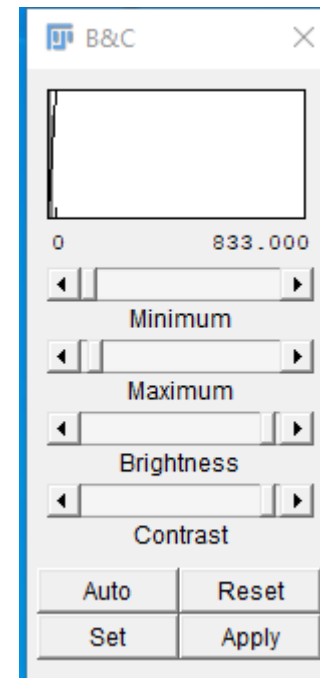 B&C
0 833.000
Minimum
Maximum
Brightness
Contrast
Auto Reset
Set Apply